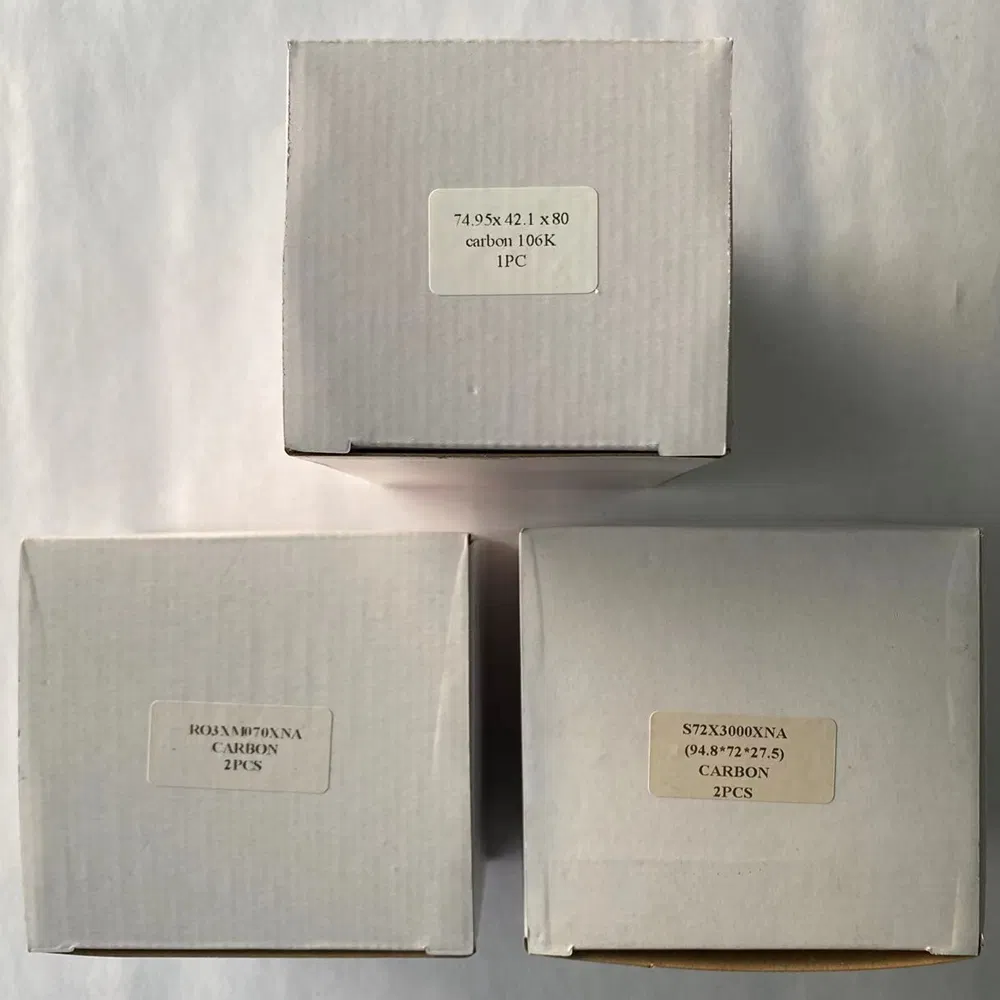 74.95x 42.1 x 80
carbon 106K
1PC
RO3XM070XNA
CARBON
2PCS
S72X3000XNA
(94.8*72*27.5)
CARBON
2PCS